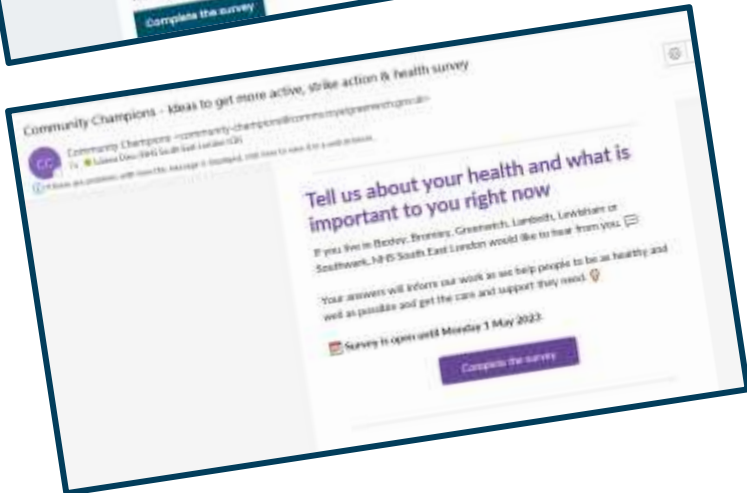 Complete the survey
Community Champions - Ideas to get more active, strike action & health survey
CC
Community Champions
Tell us about your health and what is
important to you right now
If you live in Bexley, Bromley, Greenwich, Lambeth, Lewisham or
Southwark, NHS South East London would like to hear from you.
Your answers will inform our work as we help people to be as healthy and
well as possible and get the care and support they need.
Survey is open until Monday 1 May 2023.
Complete the survey